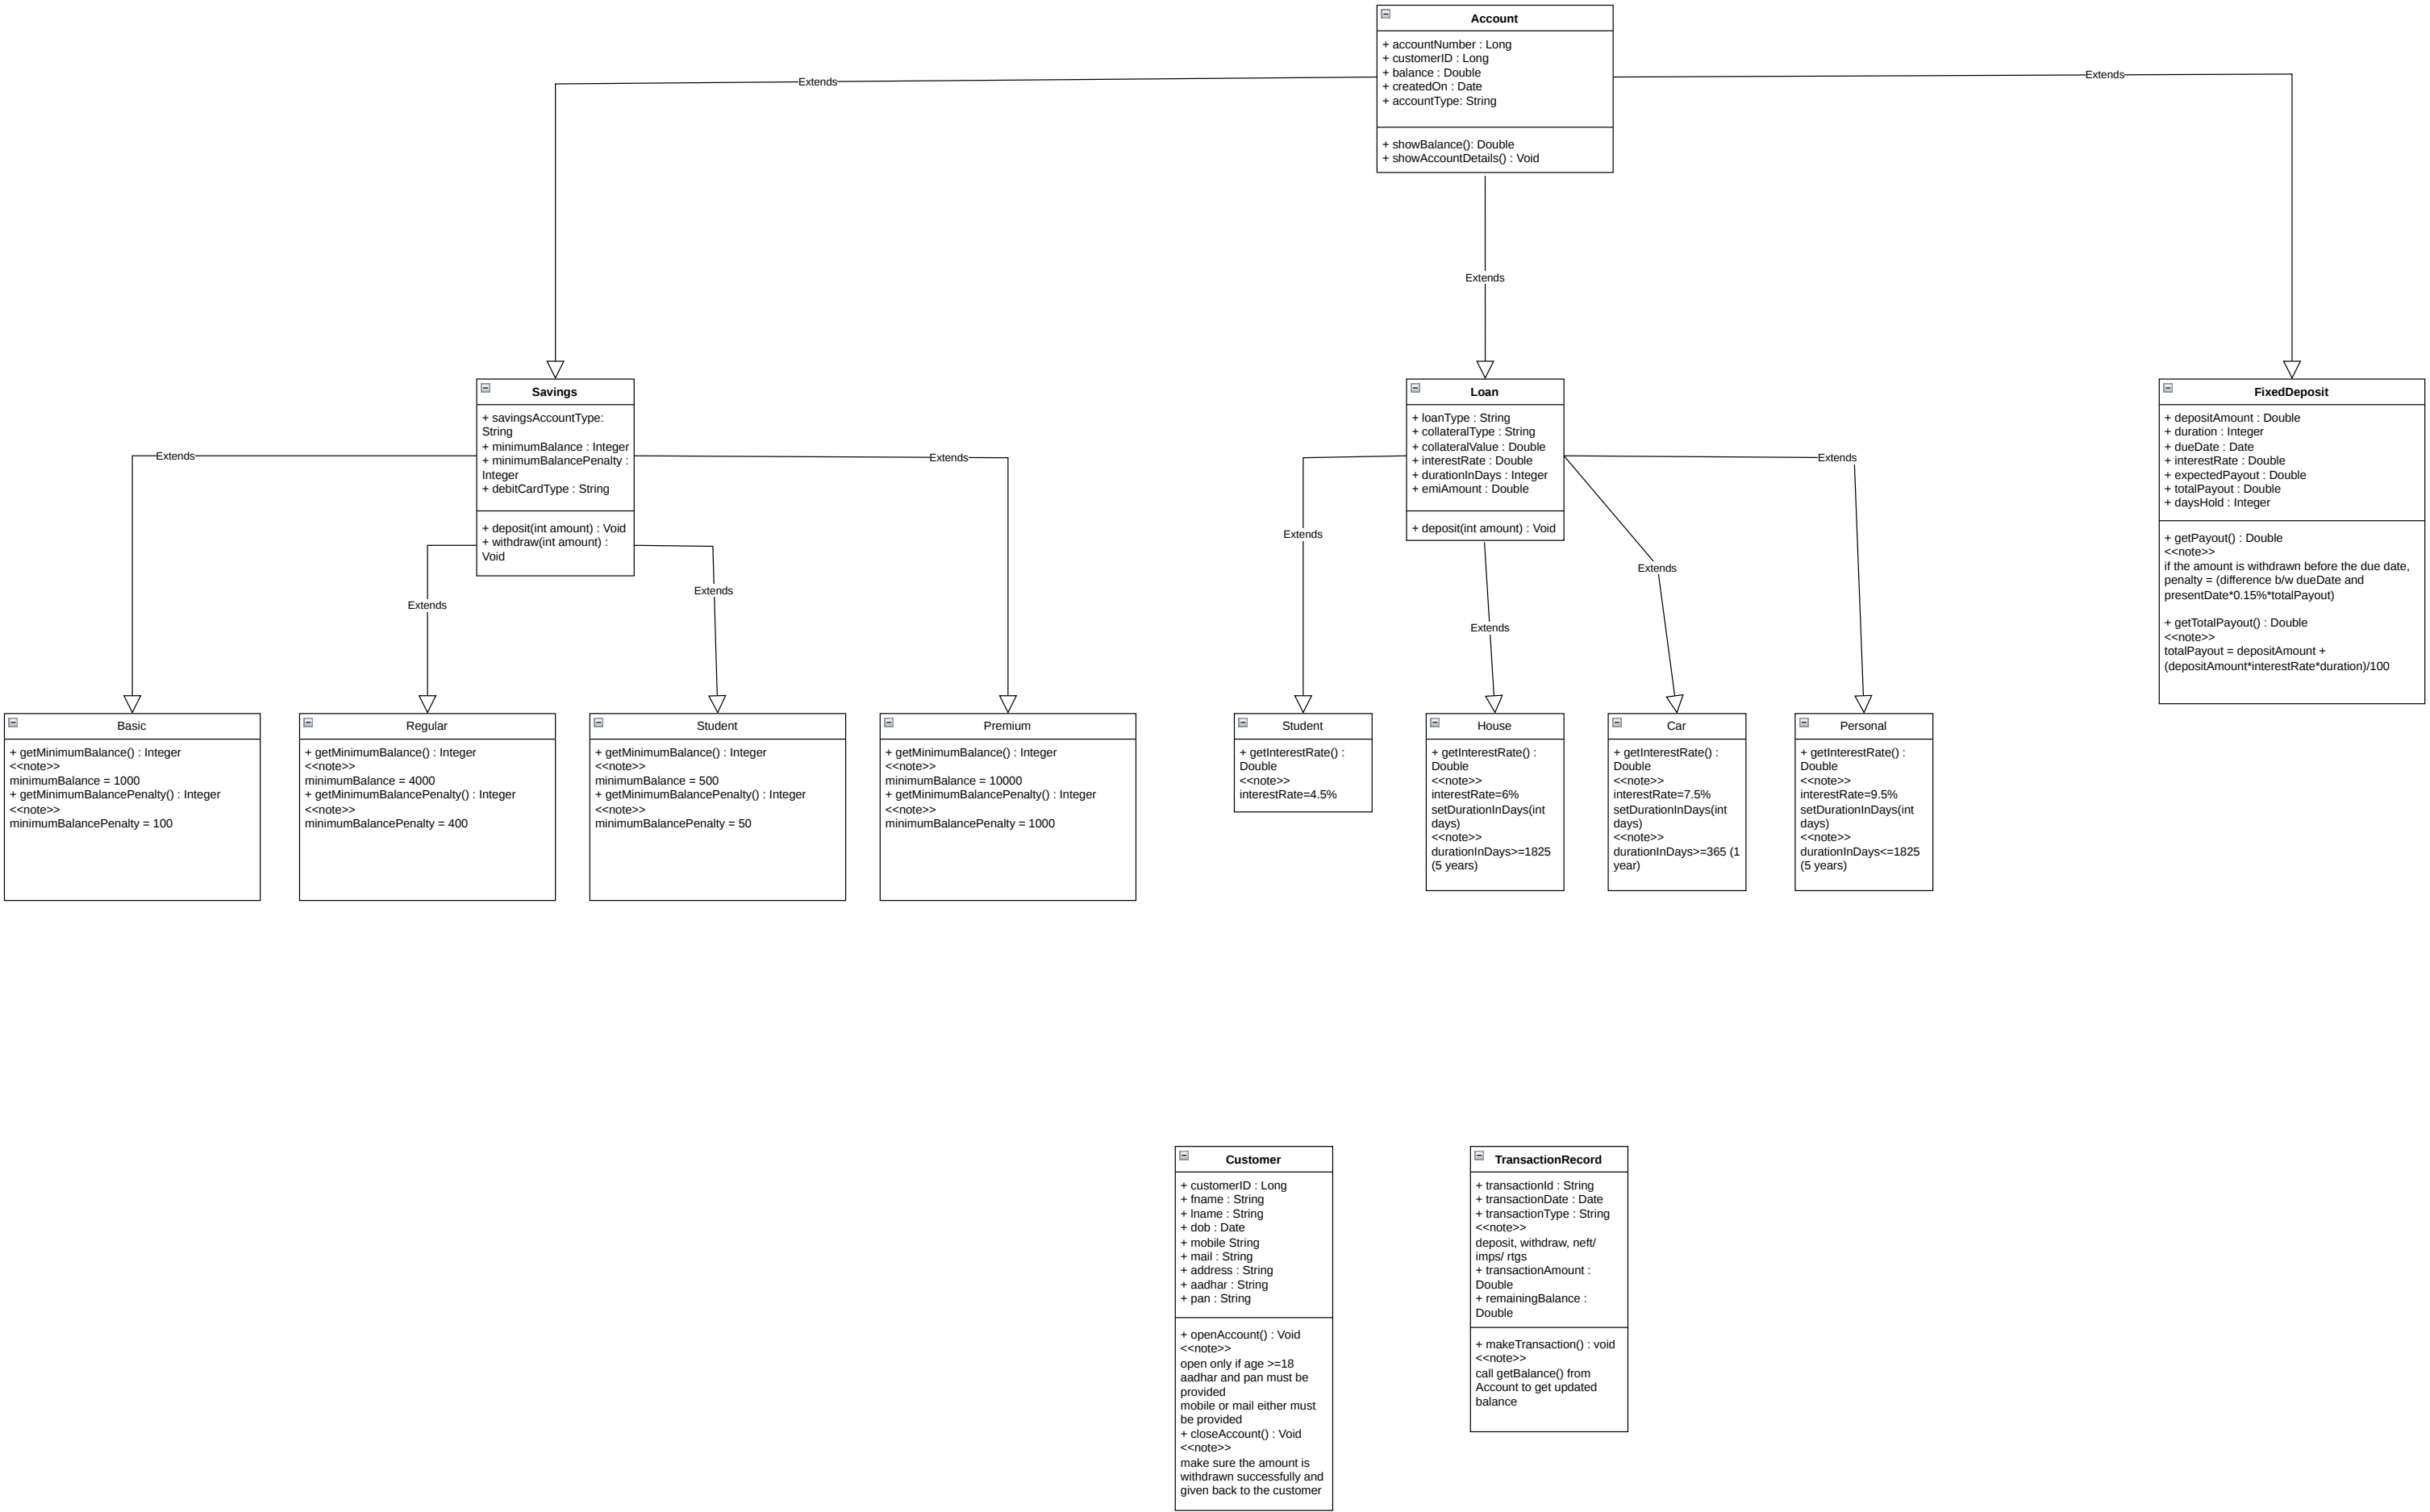 Account
+ accountNumber : Long
+ customerID : Long
+ balance : Double
+ createdOn : Date
+ accountType: String
+ showBalance(): Double
+ showAccountDetails() : Void
Extends
Extends
Extends
Savings
+ savingsAccountType:
String
+ minimumBalance : Integer
+ minimumBalancePenalty :
Integer
+ debitCardType : String
+ deposit(int amount) : Void
+ withdraw(int amount) :
Void
Loan
+ loanType : String
+ collateralType : String
+ collateralValue : Double
+ interestRate : Double
+ durationInDays : Integer
+ emiAmount : Double
+ deposit(int amount) : Void
FixedDeposit
+ depositAmount : Double
+ duration : Integer
+ dueDate : Date
+ interestRate : Double
+ expectedPayout : Double
+ totalPayout : Double
+ daysHold : Integer
+ getPayout() : Double
<<note>>
if the amount is withdrawn before the due date,
penalty = (difference b/w dueDate and
presentDate*0.15%*totalPayout)
+ getTotalPayout() : Double
<<note>>
totalPayout = depositAmount +
(depositAmount*interestRate*duration)/100
Extends
Extends
Extends
Extends
Extends
Extends
Extends
Extends
Basic
+ getMinimumBalance() : Integer
<<note>>
minimumBalance = 1000
+ getMinimumBalancePenalty() : Integer
<<note>>
minimumBalancePenalty = 100
Regular
+ getMinimumBalance() : Integer
<<note>>
minimumBalance = 4000
+ getMinimumBalancePenalty() : Integer
<<note>>
minimumBalancePenalty = 400
Student
+ getMinimumBalance() : Integer
<<note>>
minimumBalance = 500
+ getMinimumBalancePenalty() : Integer
<<note>>
minimumBalancePenalty = 50
Premium
+ getMinimumBalance() : Integer
<<note>>
minimumBalance = 10000
+ getMinimumBalancePenalty() : Integer
<<note>>
minimumBalancePenalty = 1000
Student
+ getInterestRate() :
Double
<<note>>
interestRate=4.5%
House
+ getInterestRate() :
Double
<<note>>
interestRate=6%
setDurationInDays(int
days)
<<note>>
durationInDays>=1825
(5 years)
Car
+ getInterestRate() :
Double
<<note>>
interestRate=7.5%
setDurationInDays(int
days)
<<note>>
durationInDays>=365 (1
year)
Personal
+ getInterestRate() :
Double
<<note>>
interestRate=9.5%
setDurationInDays(int
days)
<<note>>
durationInDays<=1825
(5 years)
Customer
+ customerID : Long
+ fname : String
+ lname : String
+ dob : Date
+ mobile String
+ mail : String
+ address : String
+ aadhar : String
+ pan : String
+ openAccount() : Void
<<note>>
open only if age >=18
aadhar and pan must be
provided
mobile or mail either must
be provided
+ closeAccount() : Void
<<note>>
make sure the amount is
withdrawn successfully and
given back to the customer
TransactionRecord
+ transactionId : String
+ transactionDate : Date
+ transactionType : String
<<note>>
deposit, withdraw, neft/
imps/ rtgs
+ transactionAmount :
Double
+ remainingBalance :
Double
+ makeTransaction() : void
<<note>>
call getBalance() from
Account to get updated
balance